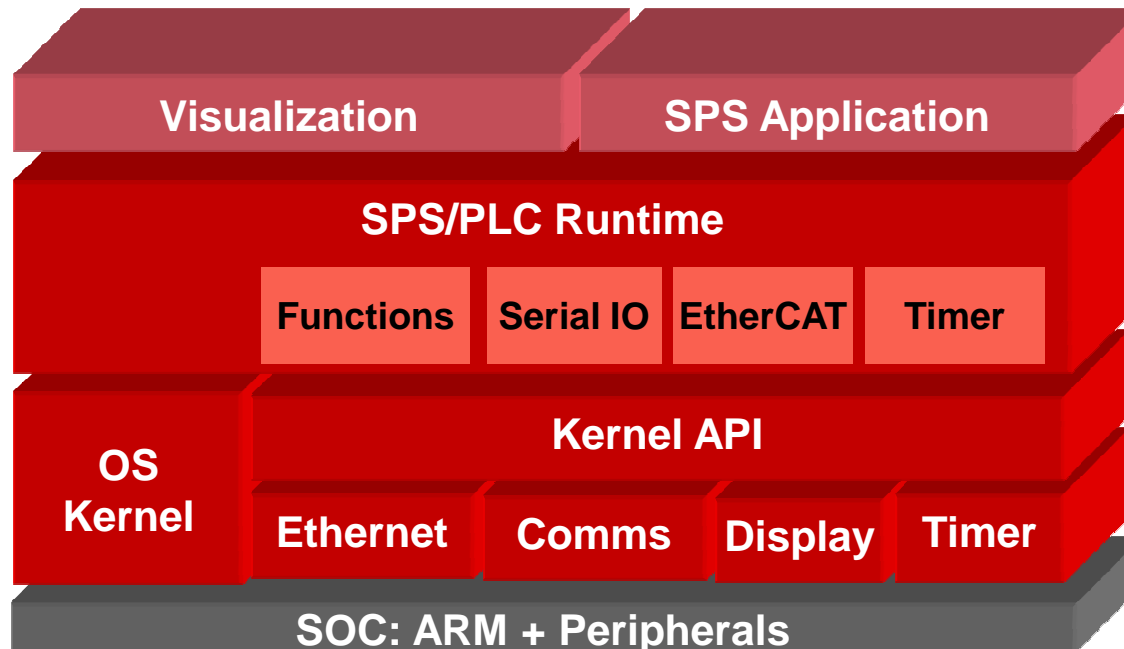 Visualization
SPS Application
SPS/PLC Runtime
Functions
Serial IO
EtherCAT
Timer
OS
Kernel
Kernel API
Ethernet
Comms
Display
Timer
SOC: ARM + Peripherals